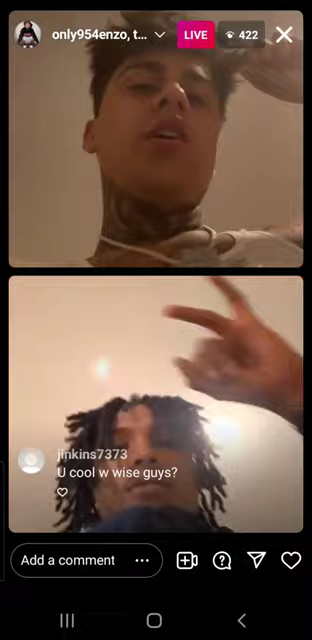 only954enzo, t...
LIVE
422
jinkins7373
U cool w wise guys?
Add a comment